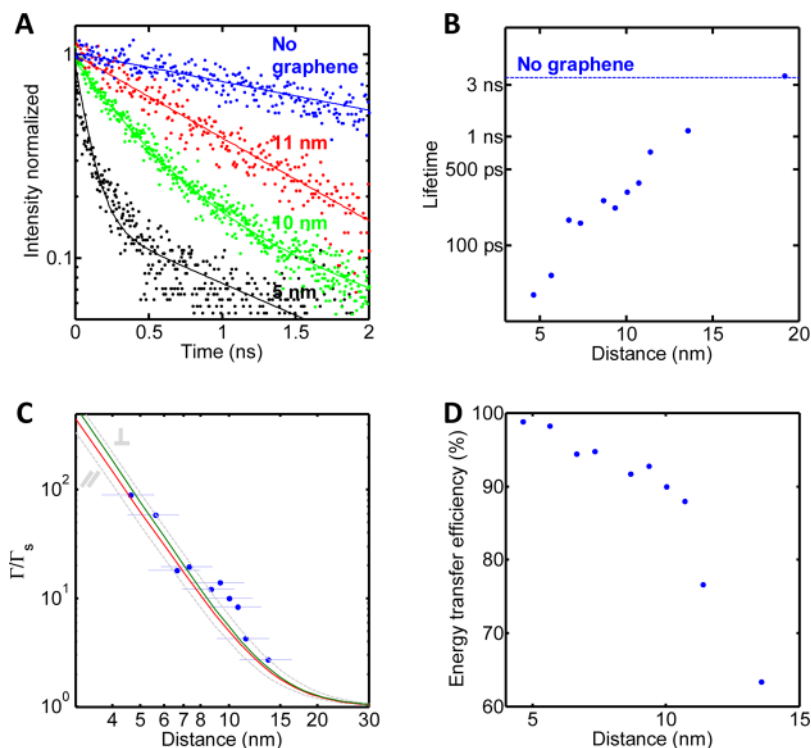 A
Intensity normalized
1
0.1
No
graphene
11 nm
10 nm
5 nm
0
0.5
1
1.5
2
Time (ns)
B
Lifetime
3 ns
1 ns
500 ps
100 ps
No graphene
5
10
15
20
Distance (nm)
C
Γ/Γs
10²
10¹
10⁰
⊥
//
4
5
6
7
8
10
20
30
Distance (nm)
D
Energy transfer efficiency (%)
100
90
80
70
60
5
10
15
Distance (nm)